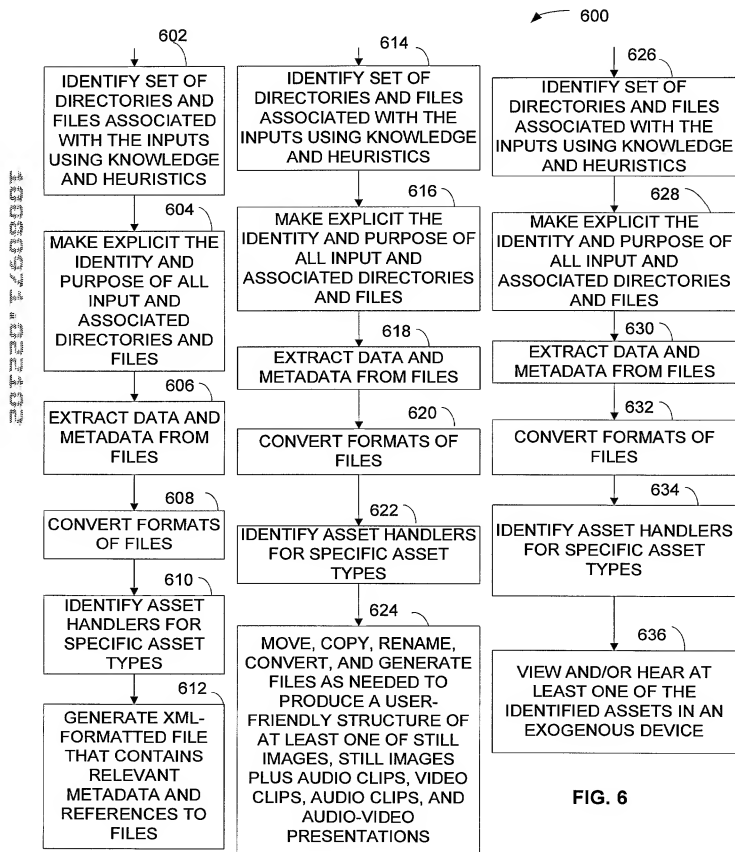 600
602
IDENTIFY SET OF
DIRECTORIES AND
FILES ASSOCIATED
WITH THE INPUTS
USING KNOWLEDGE
AND HEURISTICS
604
MAKE EXPLICIT THE
IDENTITY AND
PURPOSE OF ALL
INPUT AND
ASSOCIATED
DIRECTORIES AND
FILES
606
EXTRACT DATA AND
METADATA FROM
FILES
608
CONVERT FORMATS
OF FILES
610
IDENTIFY ASSET
HANDLERS FOR
SPECIFIC ASSET
TYPES
612
GENERATE XML-
FORMATTED FILE
THAT CONTAINS
RELEVANT
METADATA AND
REFERENCES TO
FILES
614
IDENTIFY SET OF
DIRECTORIES AND
FILES ASSOCIATED WITH THE
INPUTS USING KNOWLEDGE
AND HEURISTICS
616
MAKE EXPLICIT THE
IDENTITY AND PURPOSE OF
ALL INPUT AND
ASSOCIATED DIRECTORIES
AND FILES
618
EXTRACT DATA AND
METADATA FROM FILES
620
CONVERT FORMATS OF
FILES
622
IDENTIFY ASSET HANDLERS
FOR SPECIFIC ASSET
TYPES
624
MOVE, COPY, RENAME,
CONVERT, AND GENERATE
FILES AS NEEDED TO
PRODUCE A USER-
FRIENDLY STRUCTURE OF
AT LEAST ONE OF STILL
IMAGES, STILL IMAGES
PLUS AUDIO CLIPS, VIDEO
CLIPS, AUDIO CLIPS, AND
AUDIO-VIDEO
PRESENTATIONS
626
IDENTIFY SET OF
DIRECTORIES AND FILES
ASSOCIATED WITH THE
INPUTS USING KNOWLEDGE
AND HEURISTICS
628
MAKE EXPLICIT THE
IDENTITY AND PURPOSE OF
ALL INPUT AND
ASSOCIATED DIRECTORIES
AND FILES
630
EXTRACT DATA AND
METADATA FROM FILES
632
CONVERT FORMATS OF
FILES
634
IDENTIFY ASSET HANDLERS
FOR SPECIFIC ASSET
TYPES
636
VIEW AND/OR HEAR AT
LEAST ONE OF THE
IDENTIFIED ASSETS IN AN
EXOGENOUS DEVICE
FIG. 6